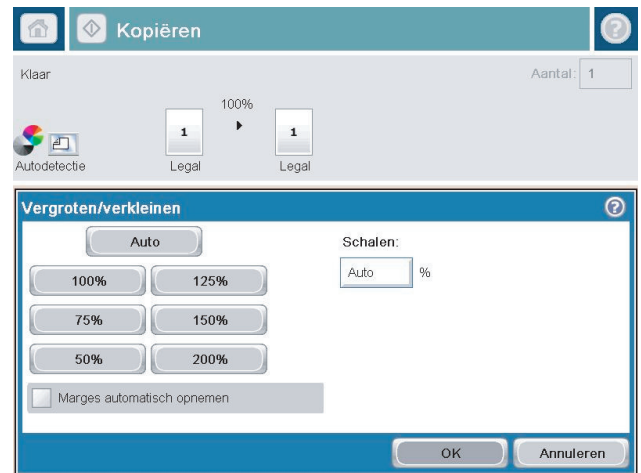 Kopiëren
Klaar
Aantal: 1
100%
1 1
Autodetectie Legal Legal
Vergroten/verkleinen
Auto
Schalen:
Auto %
100% 125%
75% 150%
50% 200%
Marges automatisch opnemen
OK Annuleren